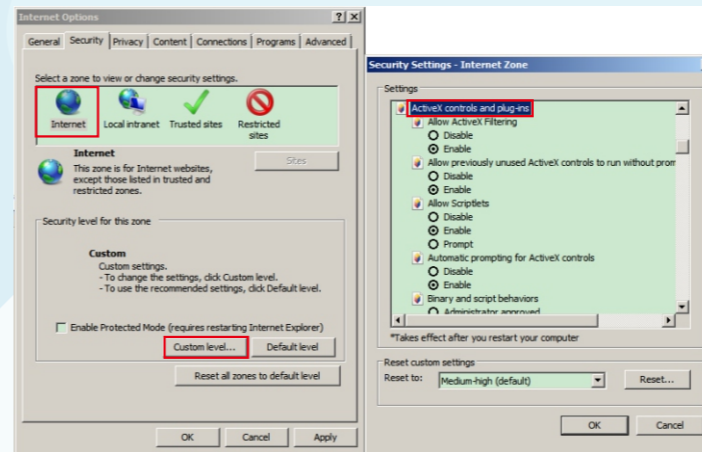 Internet Options
General Security Privacy Content Connections Programs Advanced
Select a zone to view or change security settings.
Internet Local intranet Trusted sites Restricted
sites
Internet
Sites
This zone is for Internet websites,
except those listed in trusted and
restricted zones.
Security level for this zone
Custom
Custom settings.
- To change the settings, click Custom level.
- To use the recommended settings, click Default level.
Enable Protected Mode (requires restarting Internet Explorer)
Custom level... Default level
Reset all zones to default level
OK Cancel Apply
Security Settings - Internet Zone
Settings
ActiveX controls and plug-ins
Allow ActiveX Filtering
Disable
Enable
Allow previously unused ActiveX controls to run without prom
Disable
Enable
Allow Scriptlets
Disable
Enable
Prompt
Automatic prompting for ActiveX controls
Disable
Enable
Binary and script behaviors
Administrator approved
*Takes effect after you restart your computer
Reset custom settings
Reset to: Medium-high (default) Reset...
OK Cancel